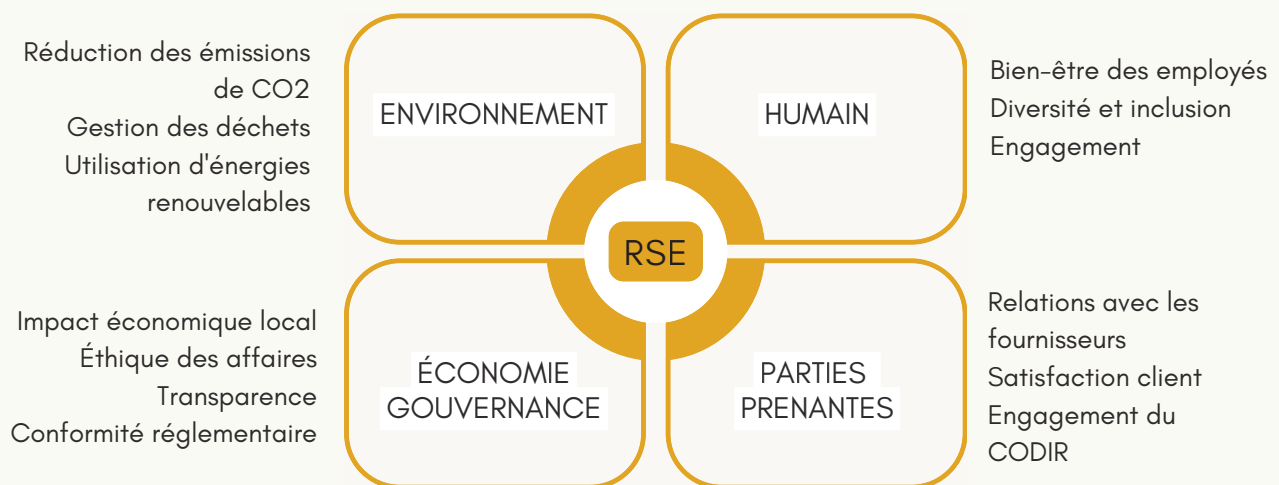 Réduction des émissions
de CO2
Gestion des déchets
Utilisation d'énergies
renouvelables
ENVIRONNEMENT
HUMAIN
Bien-être des employés
Diversité et inclusion
Engagement
RSE
Impact économique local
Éthique des affaires
Transparence
Conformité réglementaire
ÉCONOMIE
GOUVERNANCE
PARTIES
PRENANTES
Relations avec les
fournisseurs
Satisfaction client
Engagement du
CODIR